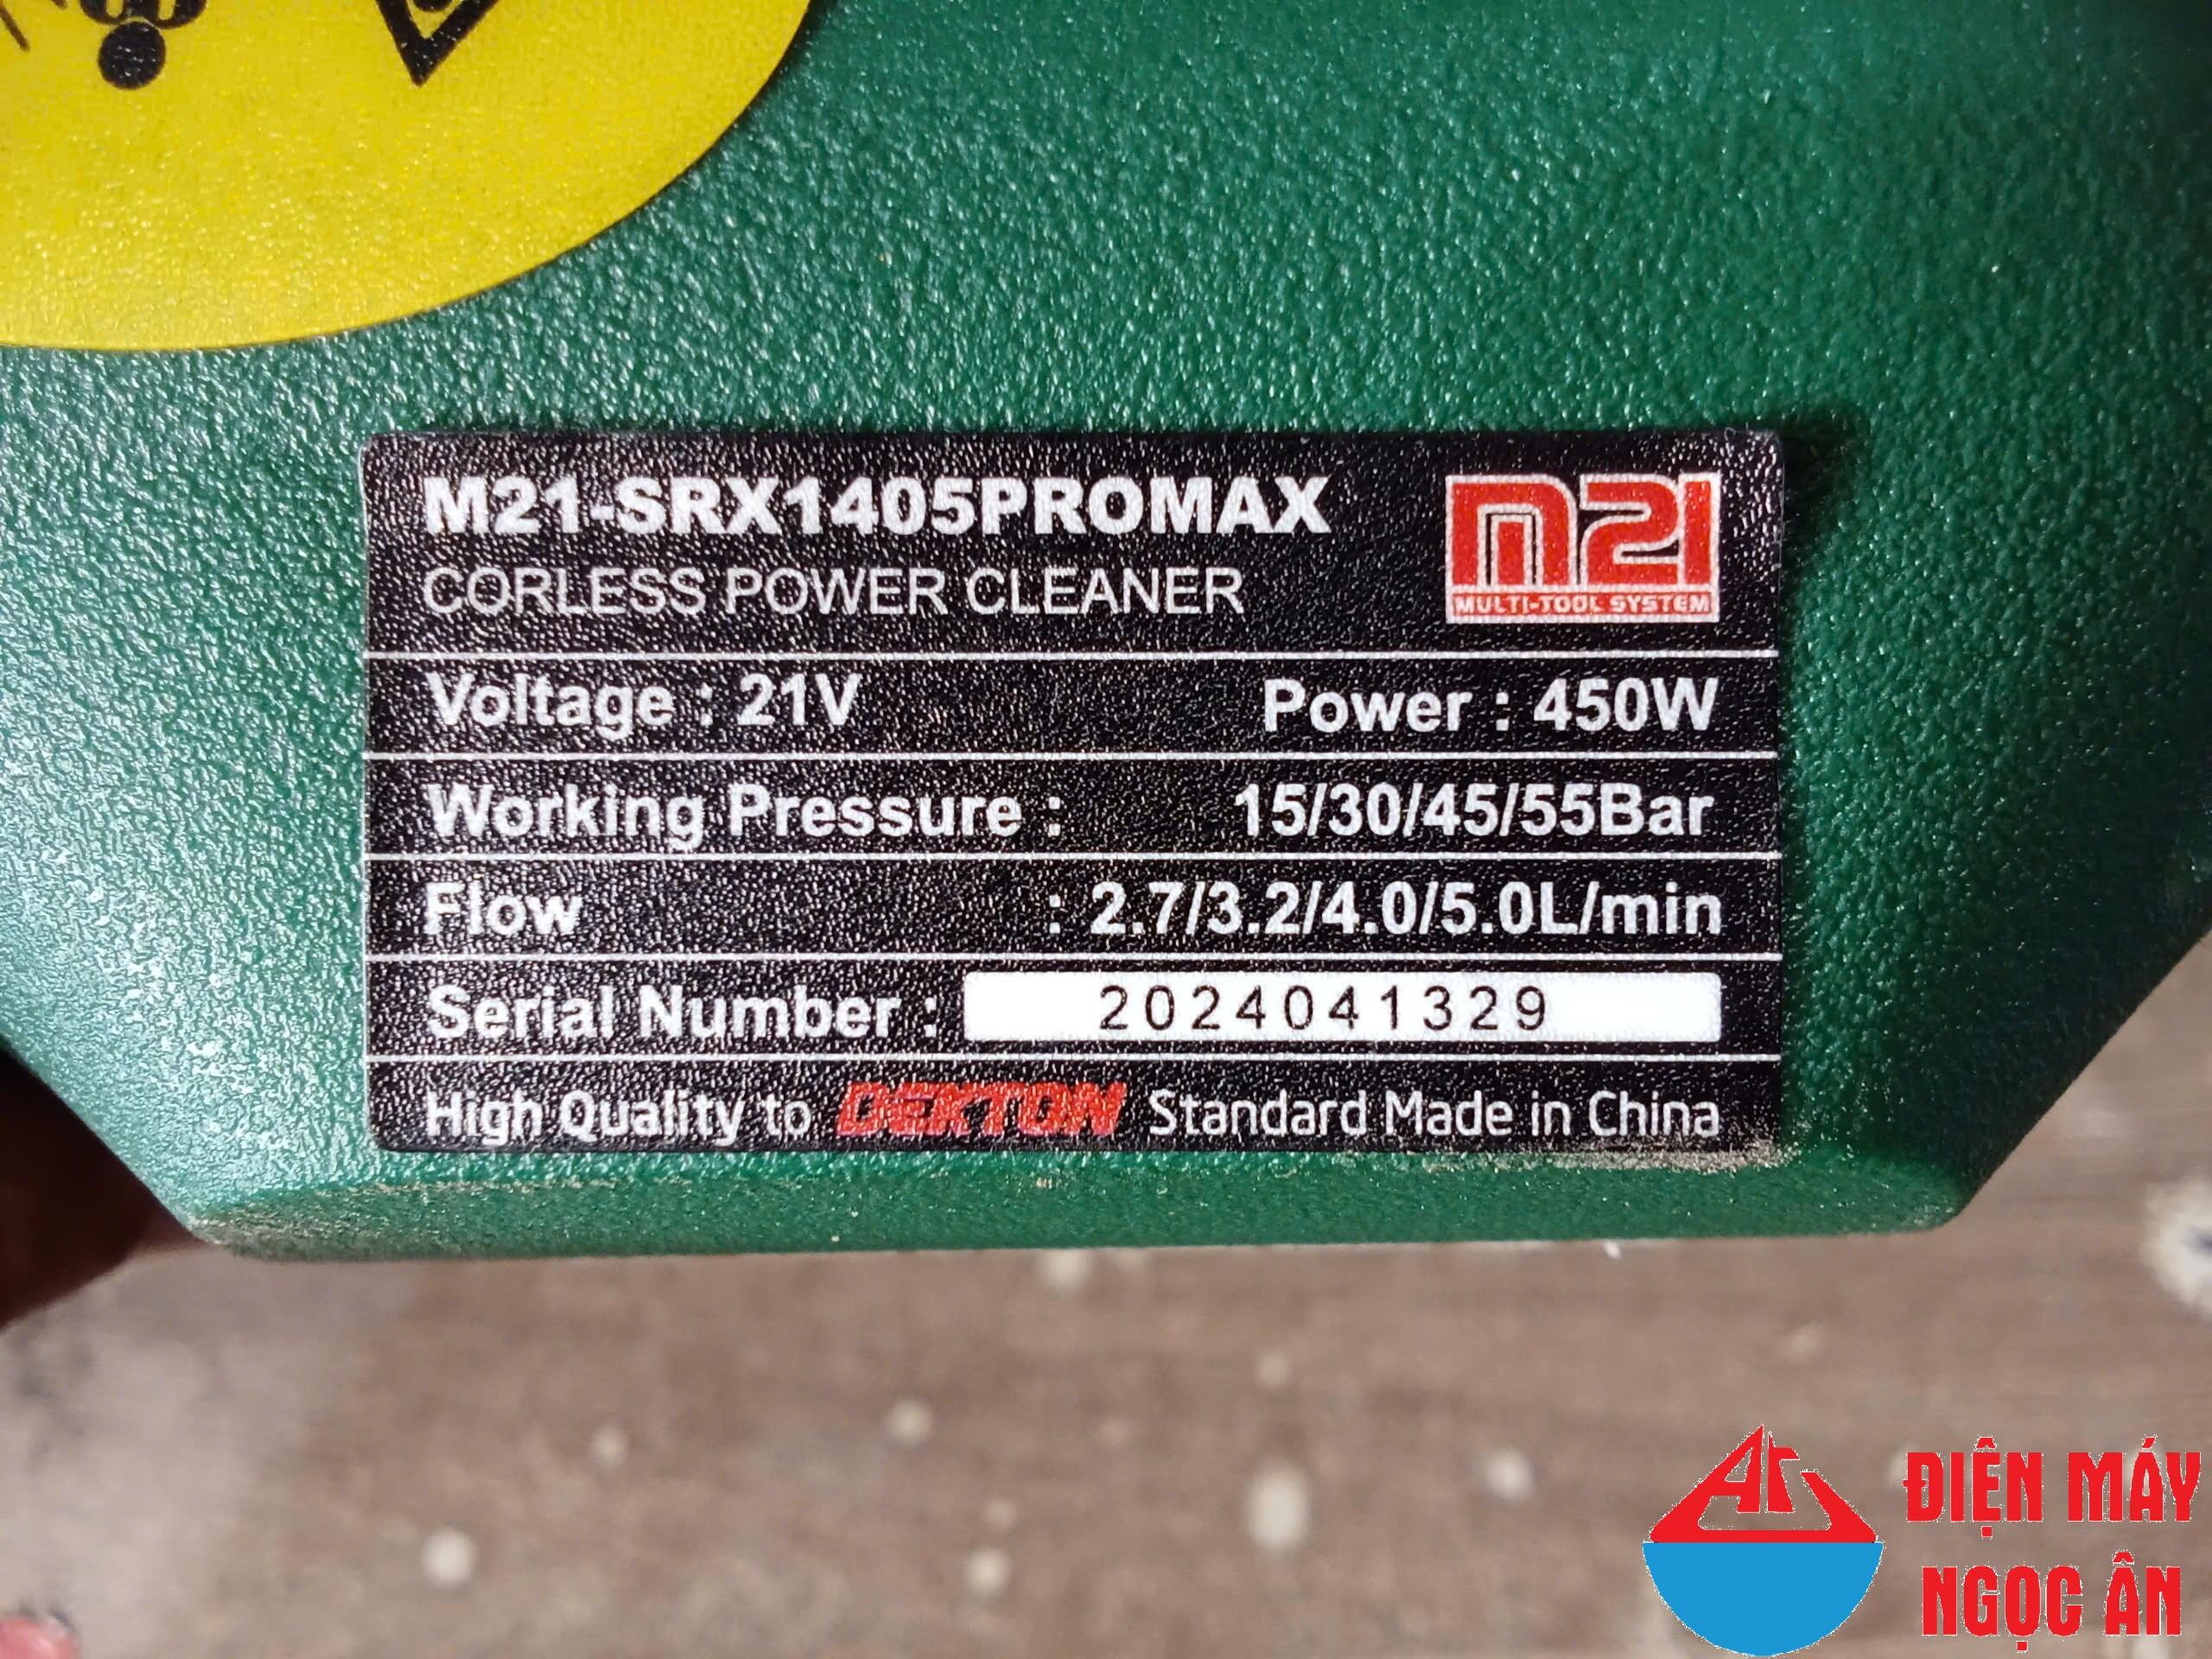 M21-SRX1405PROMAX
CORLESS POWER CLEANER
M21
MULTI-TOOL SYSTEM
Voltage : 21V Power : 450W
Working Pressure : 15/30/45/55Bar
Flow : 2.7/3.2/4.0/5.0L/min
Serial Number : 2024041329
High Quality to DEKTON Standard Made in China
ĐIỆN MÁY
NGỌC ÂN